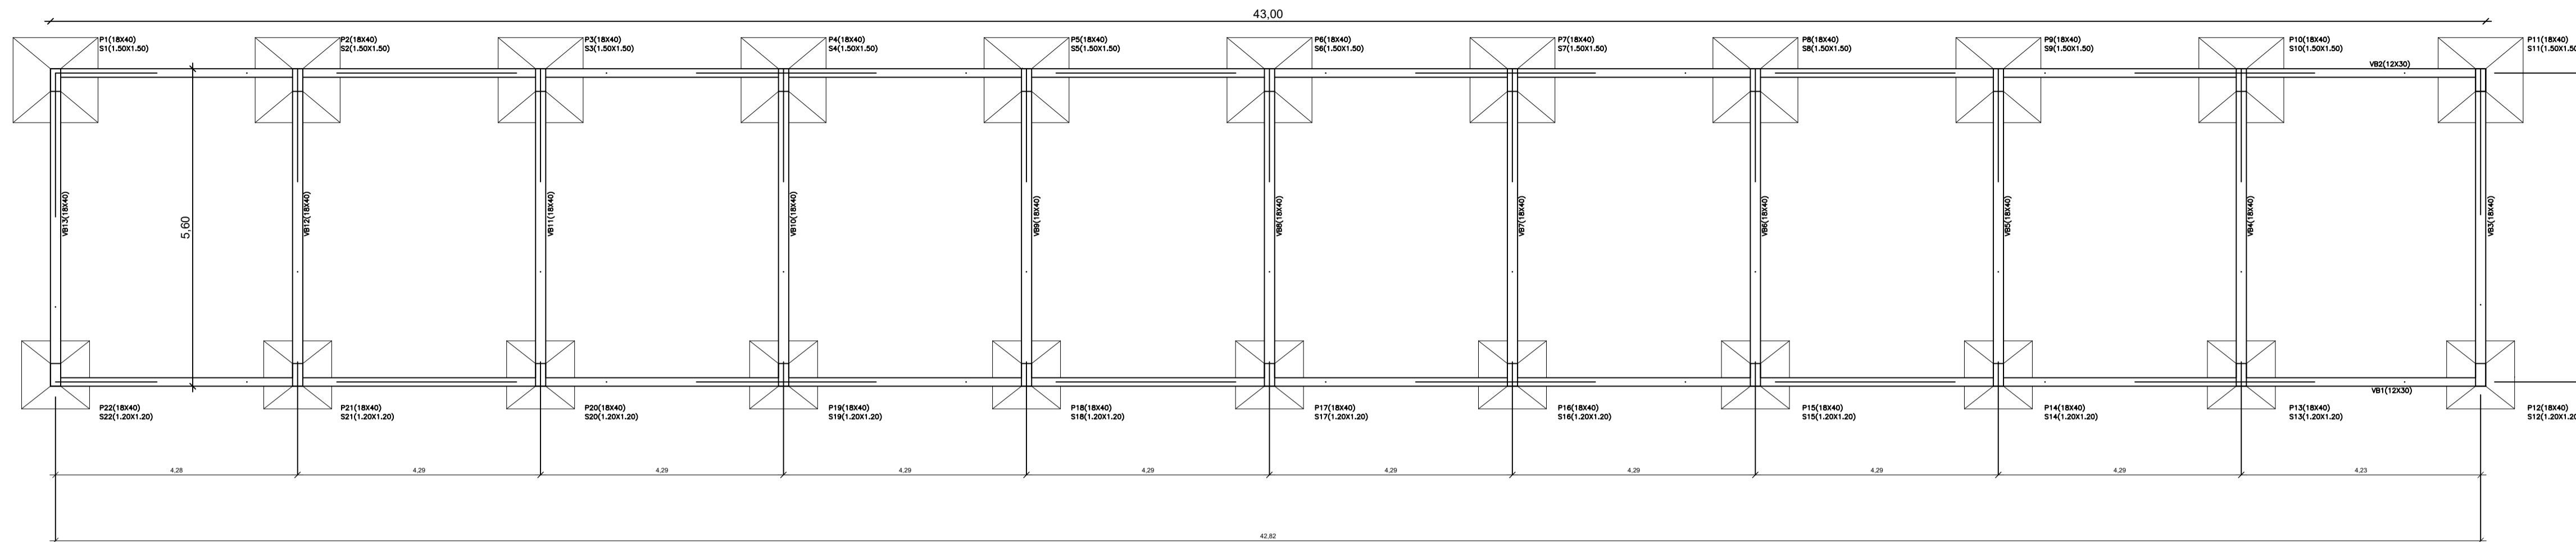 43,00
P1(18X40)
S1(1.50X1.50)
P2(18X40)
S2(1.50X1.50)
P3(18X40)
S3(1.50X1.50)
P4(18X40)
S4(1.50X1.50)
P5(18X40)
S5(1.50X1.50)
P6(18X40)
S6(1.50X1.50)
P7(18X40)
S7(1.50X1.50)
P8(18X40)
S8(1.50X1.50)
P9(18X40)
S9(1.50X1.50)
P10(18X40)
S10(1.50X1.50)
P11(18X40)
S11(1.50X1.50
VB2(12X30)
VB13(18X40)
5,60
VB12(18X40)
VB11(18X40)
VB10(18X40)
VB9(18X40)
VB8(18X40)
VB7(18X40)
VB6(18X40)
VB5(18X40)
VB4(18X40)
VB3(18X40)
VB1(12X30)
P22(18X40)
S22(1.20X1.20)
P21(18X40)
S21(1.20X1.20)
P20(18X40)
S20(1.20X1.20)
P19(18X40)
S19(1.20X1.20)
P18(18X40)
S18(1.20X1.20)
P17(18X40)
S17(1.20X1.20)
P16(18X40)
S16(1.20X1.20)
P15(18X40)
S15(1.20X1.20)
P14(18X40)
S14(1.20X1.20)
P13(18X40)
S13(1.20X1.20)
P12(18X40)
S12(1.20X1.20
4,28
4,29
4,29
4,29
4,29
4,29
4,29
4,29
4,29
4,23
42,82